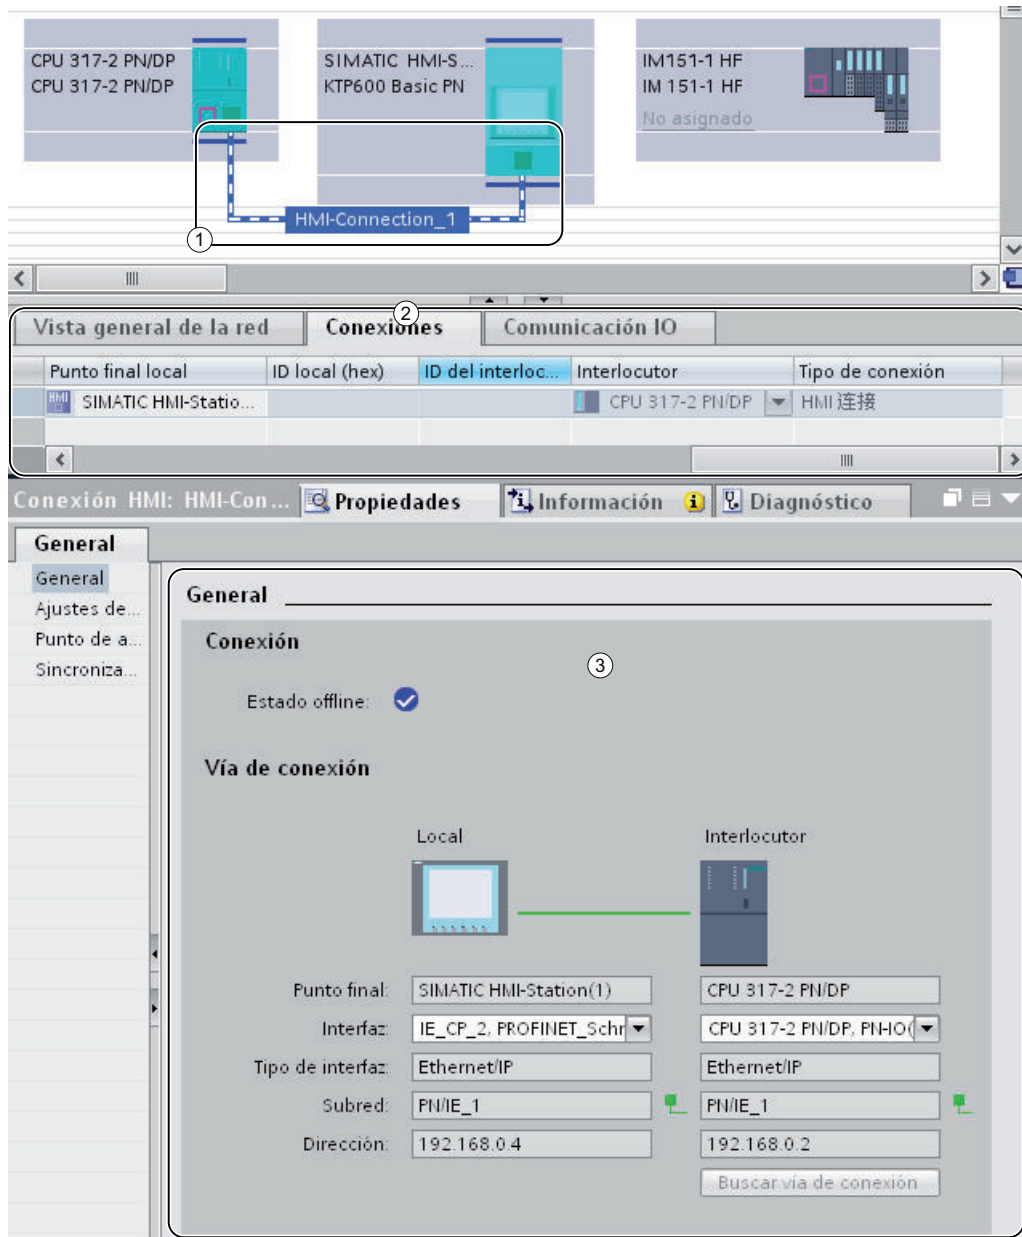 CPU 317-2 PN/DP
CPU 317-2 PN/DP
SIMATIC HMI-S...
KTP600 Basic PN
IM151-1 HF
IM 151-1 HF
No asignado
HMI-Connection_1
1
2
Vista general de la red
Conexiones
Comunicación IO
Punto final local
ID local (hex)
ID del interloc...
Interlocutor
Tipo de conexión
HMI
SIMATIC HMI-Statio...
CPU 317-2 PN/DP
HMI 连接
Conexión HMI: HMI-Con...
Propiedades
Información
Diagnóstico
General
General
Ajustes de...
Punto de a...
Sincroniza...
General
Conexión
3
Estado offline:
Vía de conexión
Local
Interlocutor
Punto final:
SIMATIC HMI-Station(1)
CPU 317-2 PN/DP
Interfaz:
IE_CP_2, PROFINET_Schr
CPU 317-2 PN/DP, PN-IO(
Tipo de interfaz:
Ethernet/IP
Ethernet/IP
Subred:
PN/IE_1
PN/IE_1
Dirección:
192.168.0.4
192.168.0.2
Buscar vía de conexión